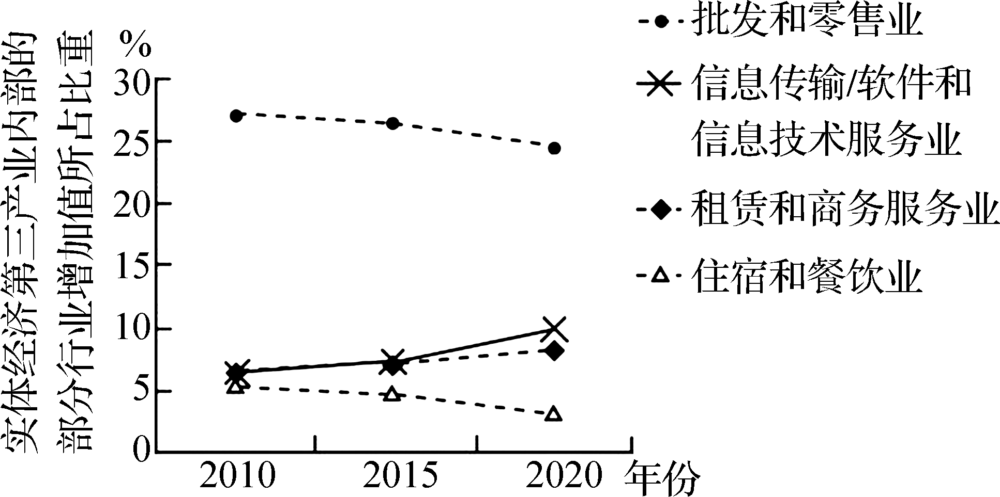 实体经济第三产业内部的
部分行业增加值所占比重
%
30
25
20
15
10
5
0
2010 2015 2020 年份
批发和零售业
信息传输/软件和
信息技术服务业
租赁和商务服务业
住宿和餐饮业